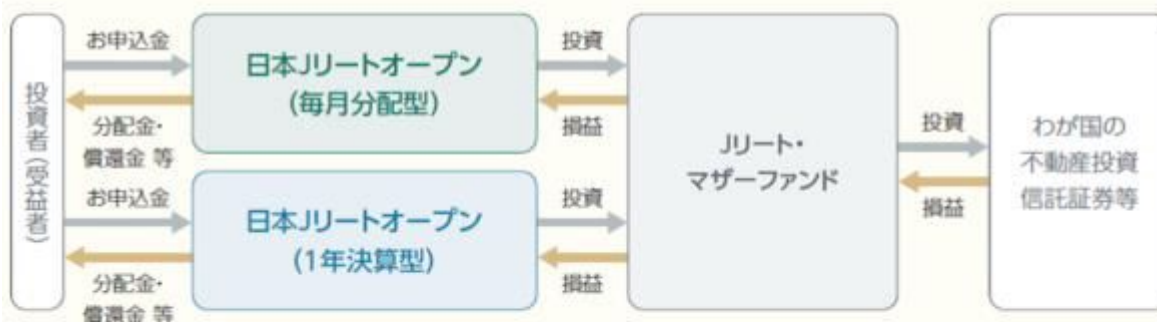 投資者(受益者)
お申込金
分配金・
償還金 等
日本Jリートオープン
(毎月分配型)
投資
損益
お申込金
分配金・
償還金 等
日本Jリートオープン
(1年決算型)
投資
損益
Jリート・
マザーファンド
投資
損益
わが国の
不動産投資
信託証券等